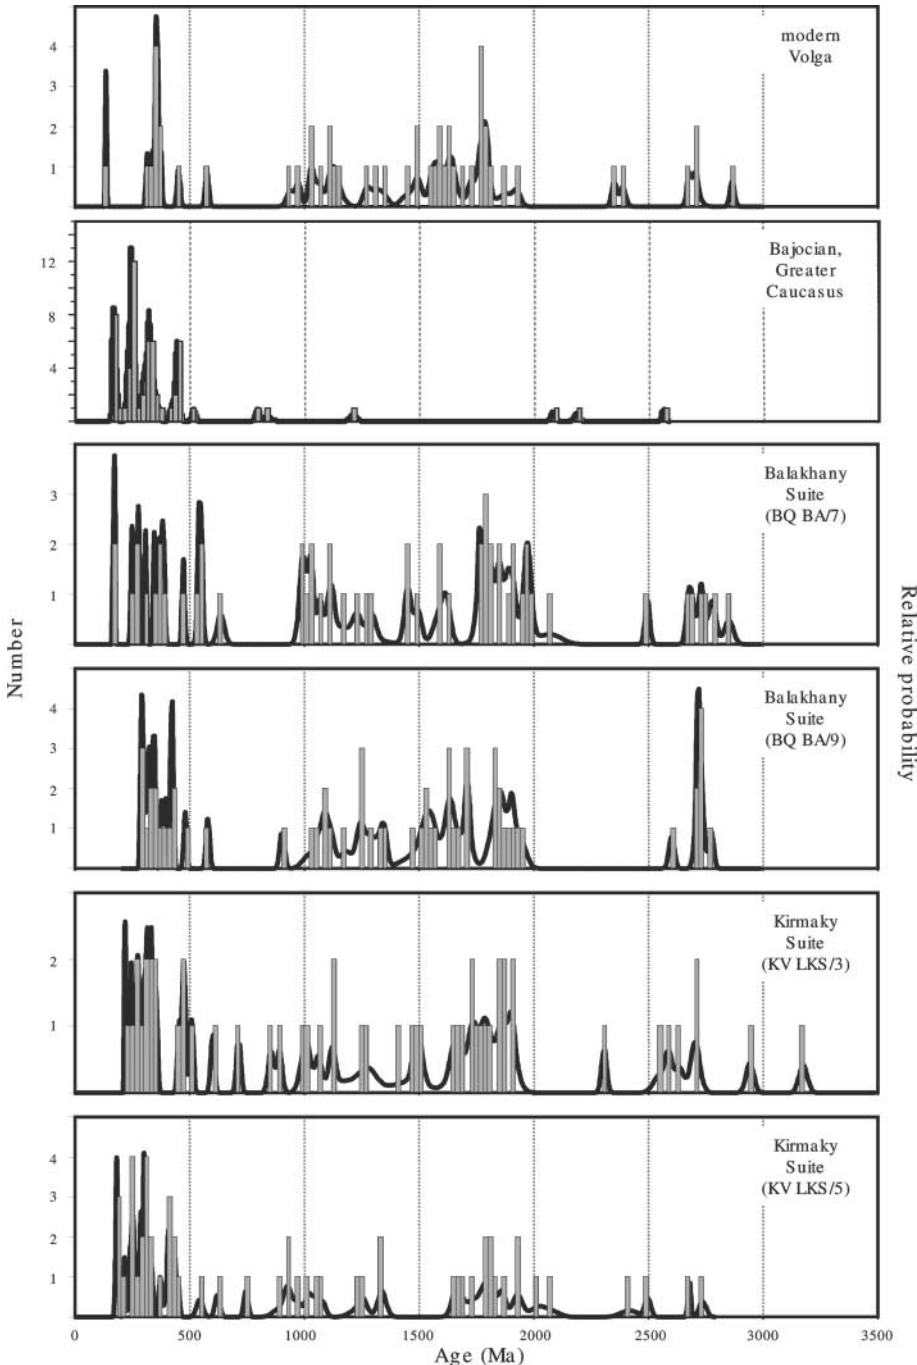 modern
Volga
4
3
2
1
Bajocian,
Greater
Caucasus
12
8
4
Balakhany
Suite
(BQ BA/7)
3
2
1
Number
Relative probability
Balakhany
Suite
(BQ BA/9)
4
3
2
1
Kirmaky
Suite
(KV LKS/3)
2
1
Kirmaky
Suite
(KV LKS/5)
4
3
2
1
0 500 1000 1500 2000 2500 3000 3500
Age (Ma)